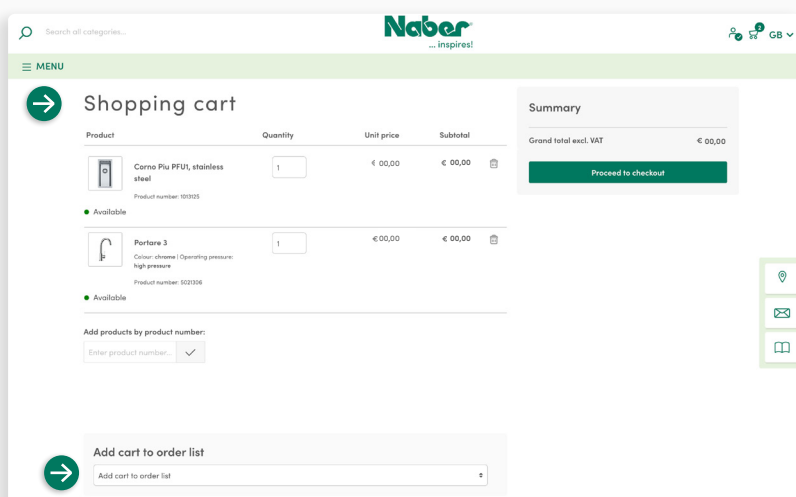 Search all categories...
Naber
... inspires!
2
GB
MENU
Shopping cart
Product Quantity Unit price Subtotal
Corno Piu PFU1, stainless
steel
1
€ 00,00
€ 00,00
Product number: 1013125
Available
Portare 3
1
€ 00,00
€ 00,00
Colour: chrome | Operating pressure:
high pressure
Product number: 5021306
Available
Add products by product number:
Enter product number...
Summary
Grand total excl. VAT € 00,00
Proceed to checkout
Add cart to order list
Add cart to order list